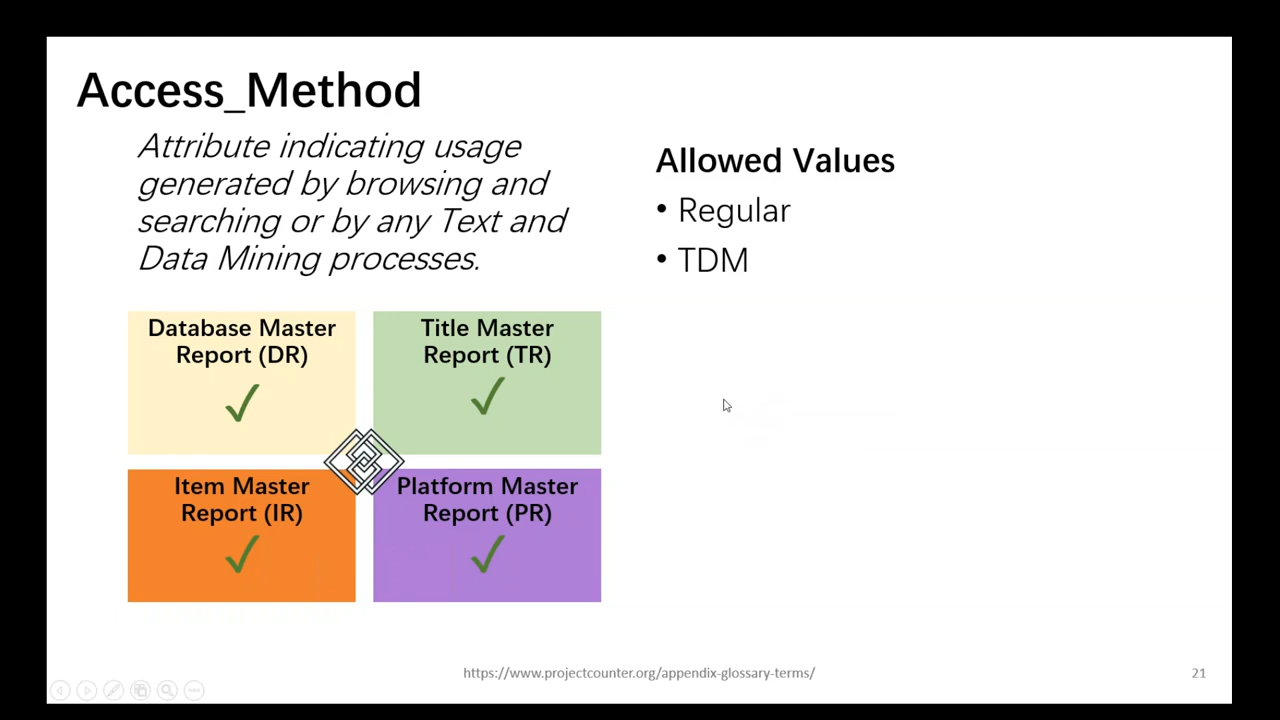 Access_Method
Attribute indicating usage
generated by browsing and
searching or by any Text and
Data Mining processes.
Allowed Values
• Regular
• TDM
Database Master
Report (DR)
✓
Title Master
Report (TR)
✓
Item Master
Report (IR)
✓
Platform Master
Report (PR)
✓
https://www.projectcounter.org/appendix-glossary-terms/
21